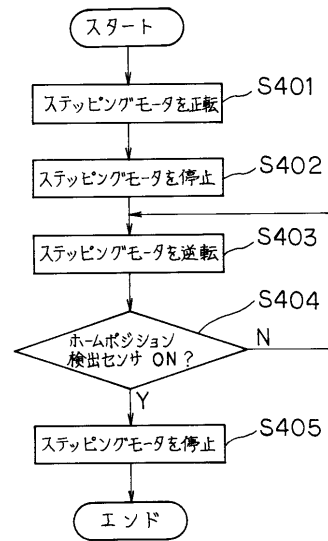 スタート
ステッピングモータを正転
S401
ステッピングモータを停止
S402
ステッピングモータを逆転
S403
ホームポジション
検出センサ ON?
S404
N
Y
ステッピングモータを停止
S405
エンド